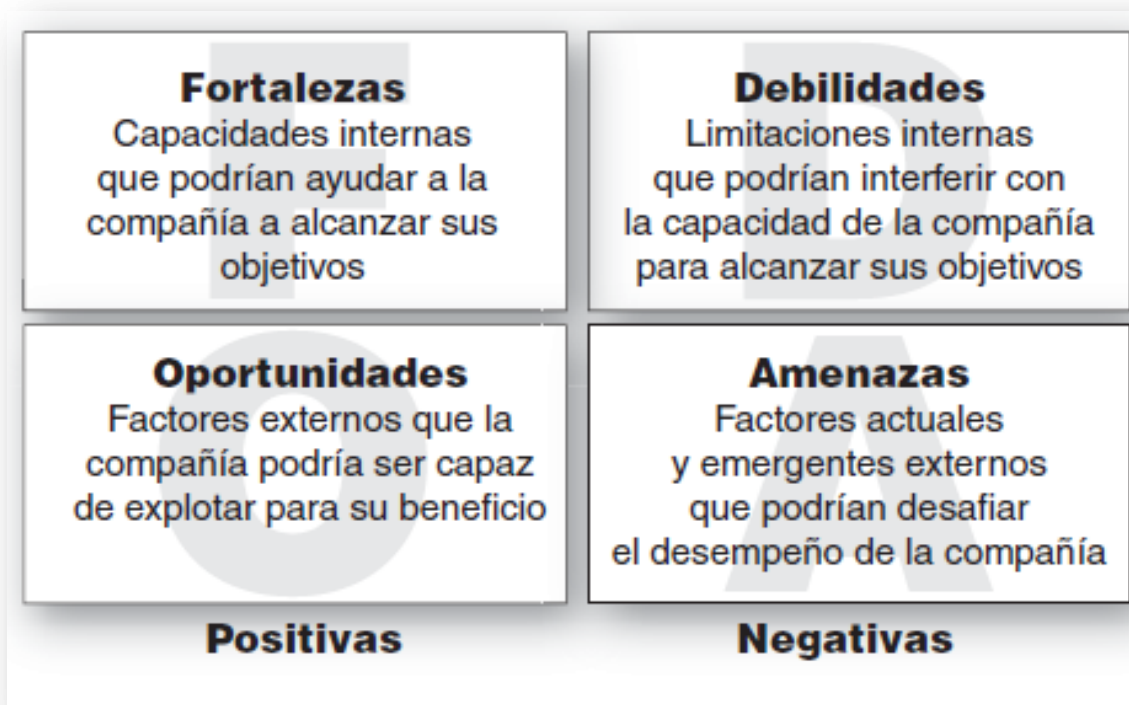 Fortalezas
Capacidades internas
que podrían ayudar a la
compañía a alcanzar sus
objetivos
Debilidades
Limitaciones internas
que podrían interferir con
la capacidad de la compañía
para alcanzar sus objetivos
Oportunidades
Factores externos que la
compañía podría ser capaz
de explotar para su beneficio
Amenazas
Factores actuales
y emergentes externos
que podrían desafiar
el desempeño de la compañía
Positivas
Negativas
F
D
O
A